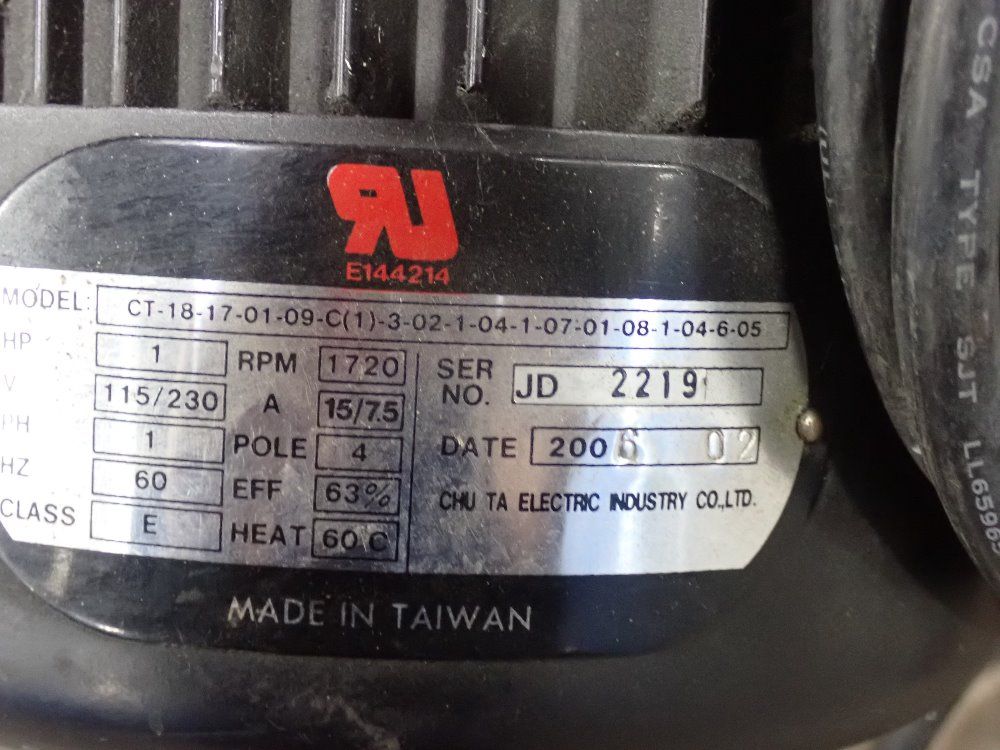 RU
E144214
MODEL: CT-18-17-01-09-C(1)-3-02-1-04-1-07-01-08-1-04-6-05
HP 1 RPM 1720
V 115/230 A 15/7.5
PH 1 POLE 4
HZ 60 EFF 63%
CLASS E HEAT 60 C
SER NO. JD 2219
DATE 2006 02
CHU TA ELECTRIC INDUSTRY CO.,LTD.
MADE IN TAIWAN
CSA TYPE SJT LL65969